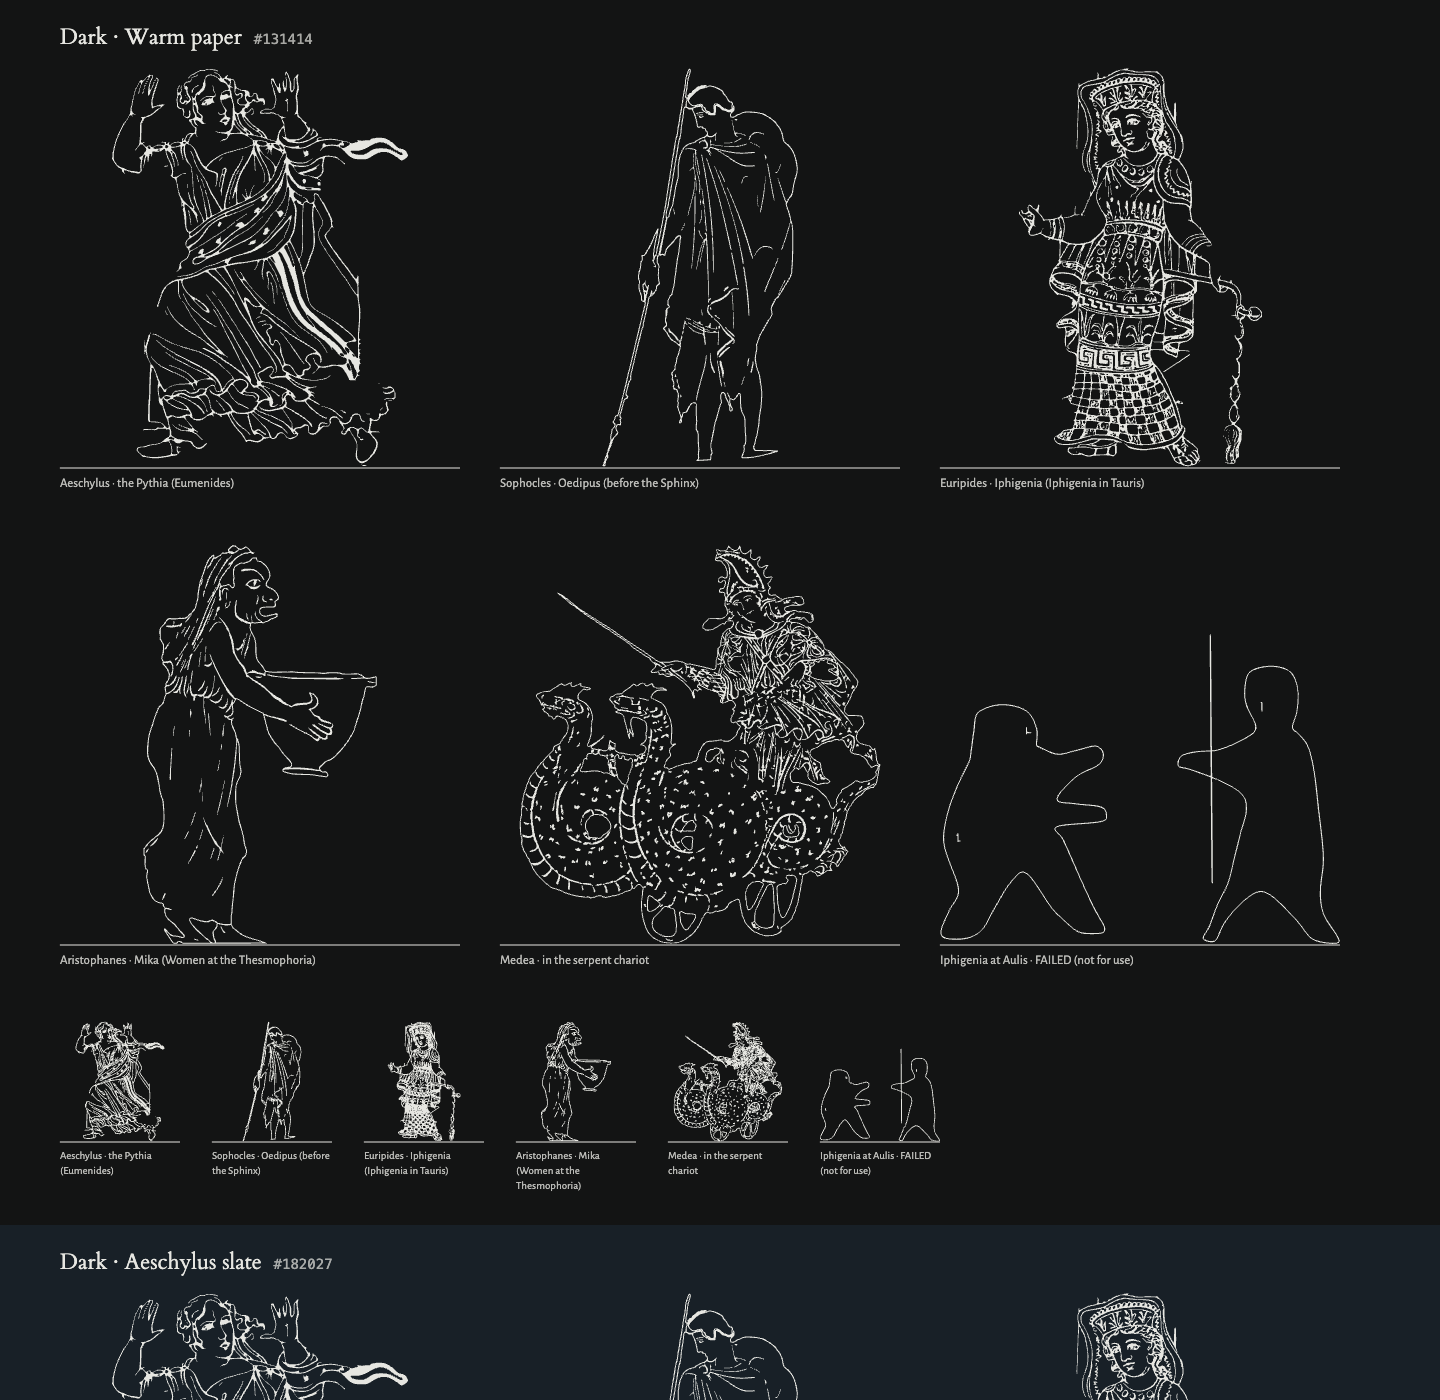 Dark · Warm paper #131414
Aeschylus · the Pythia (Eumenides)
Sophocles · Oedipus (before the Sphinx)
Euripides · Iphigenia (Iphigenia in Tauris)
Aristophanes · Mika (Women at the Thesmophoria)
Medea · in the serpent chariot
Iphigenia at Aulis · FAILED (not for use)
Aeschylus · the Pythia
(Eumenides)
Sophocles · Oedipus (before
the Sphinx)
Euripides · Iphigenia
(Iphigenia in Tauris)
Aristophanes · Mika
(Women at the
Thesmophoria)
Medea · in the serpent
chariot
Iphigenia at Aulis · FAILED
(not for use)
Dark · Aeschylus slate #182027